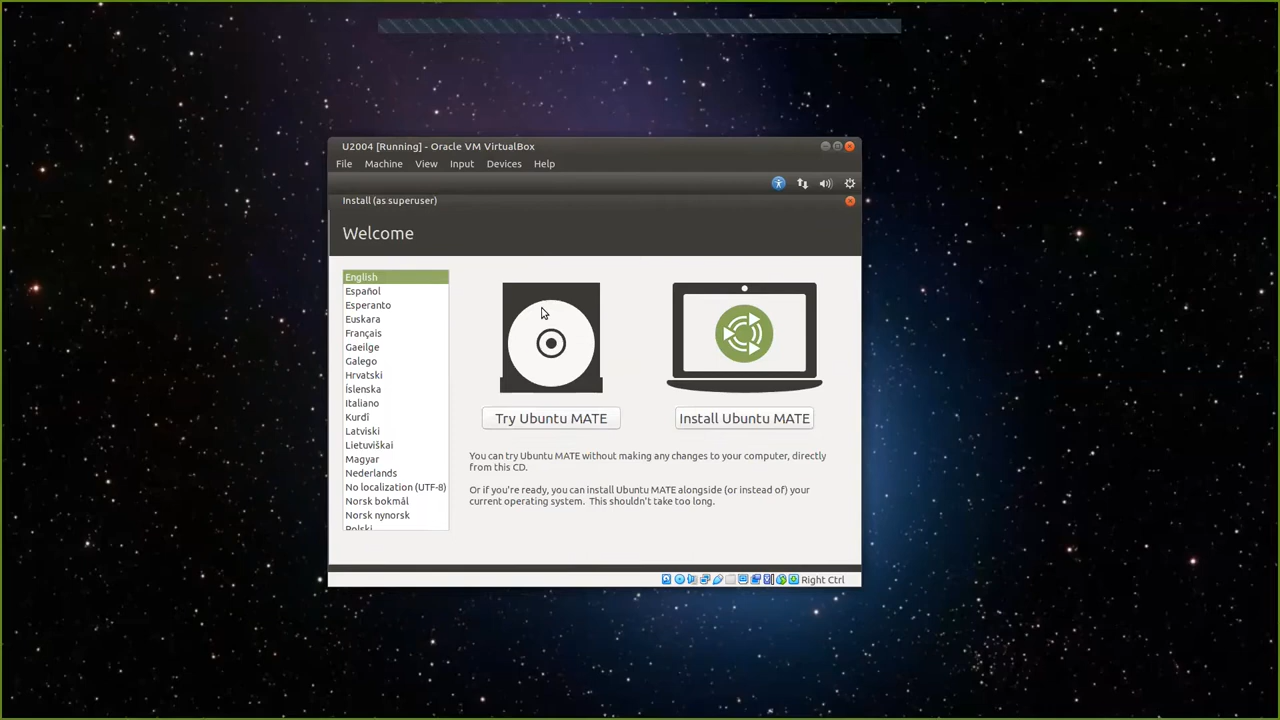 U2004 [Running] - Oracle VM VirtualBox
File Machine View Input Devices Help
Install (as superuser)
Welcome
English
Español
Esperanto
Euskara
Français
Gaeilge
Galego
Hrvatski
Íslenska
Italiano
Kurdî
Latviski
Lietuviškai
Magyar
Nederlands
No localization (UTF-8)
Norsk bokmål
Norsk nynorsk
Polski
Try Ubuntu MATE
Install Ubuntu MATE
You can try Ubuntu MATE without making any changes to your computer, directly
from this CD.
Or if you're ready, you can install Ubuntu MATE alongside (or instead of) your
current operating system. This shouldn't take too long.
Right Ctrl